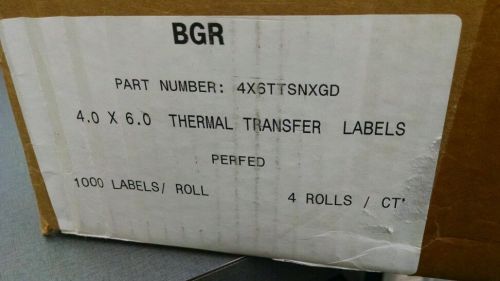 BGR
PART NUMBER: 4X6TTSNXGD
4.0 X 6.0 THERMAL TRANSFER LABELS
PERFED
1000 LABELS/ ROLL 4 ROLLS / CT